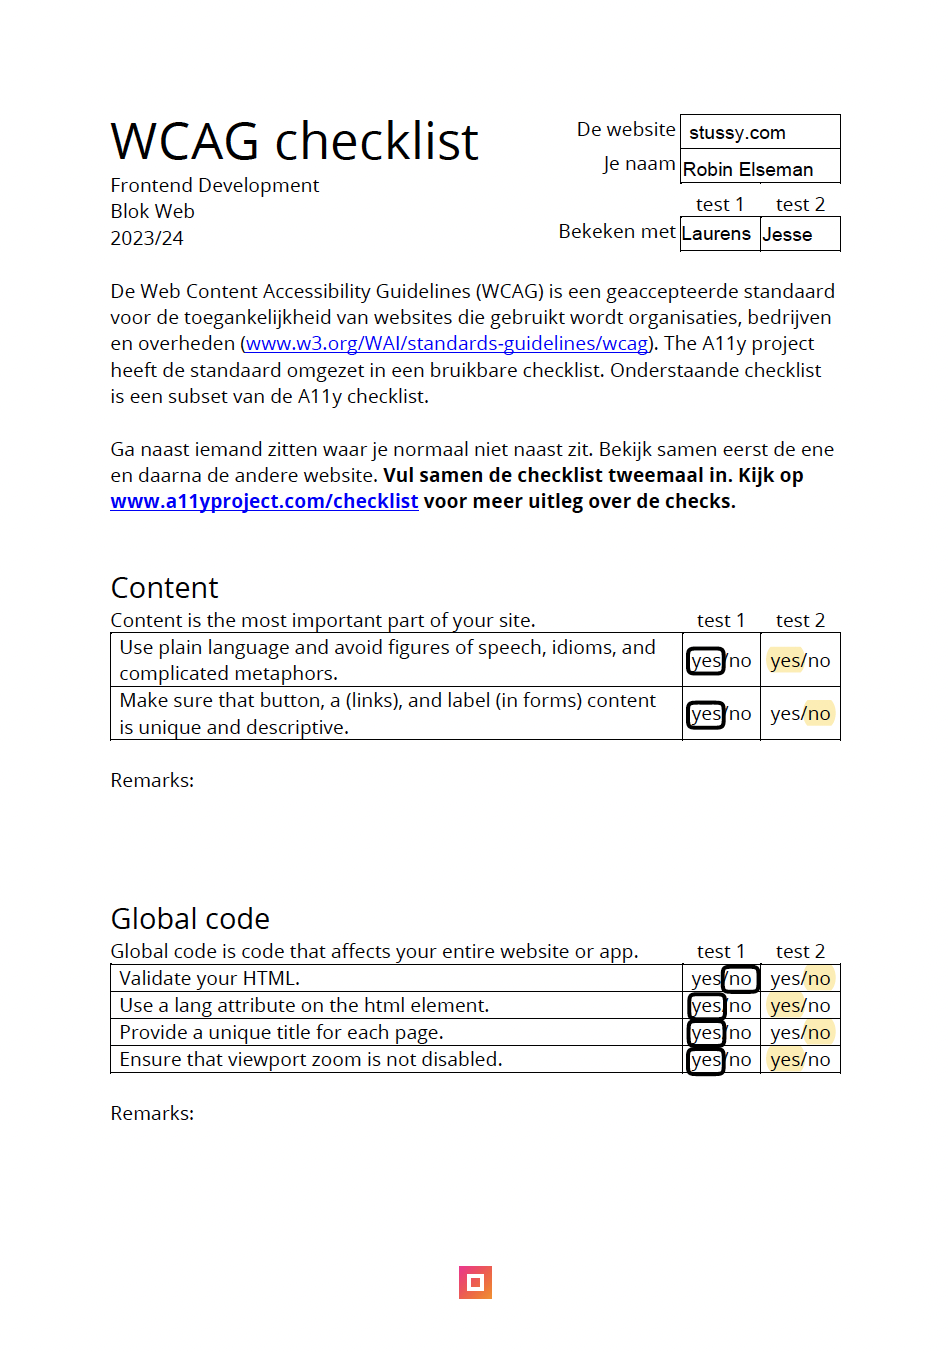 WCAG checklist
Frontend Development
Blok Web
2023/24
De website stussy.com
Je naam Robin Elseman
test 1 test 2
Bekeken met Laurens Jesse
De Web Content Accessibility Guidelines (WCAG) is een geaccepteerde standaard
voor de toegankelijkheid van websites die gebruikt wordt organisaties, bedrijven
en overheden (www.w3.org/WAI/standards-guidelines/wcag). The A11y project
heeft de standaard omgezet in een bruikbare checklist. Onderstaande checklist
is een subset van de A11y checklist.
Ga naast iemand zitten waar je normaal niet naast zit. Bekijk samen eerst de ene
en daarna de andere website. Vul samen de checklist tweemaal in. Kijk op
www.a11yproject.com/checklist voor meer uitleg over de checks.
Content
Content is the most important part of your site. test 1 test 2
Use plain language and avoid figures of speech, idioms, and
complicated metaphors.
yes/no yes/no
Make sure that button, a (links), and label (in forms) content
is unique and descriptive.
yes/no yes/no
Remarks:
Global code
Global code is code that affects your entire website or app. test 1 test 2
Validate your HTML. yes/no yes/no
Use a lang attribute on the html element. yes/no yes/no
Provide a unique title for each page. yes/no yes/no
Ensure that viewport zoom is not disabled. yes/no yes/no
Remarks: